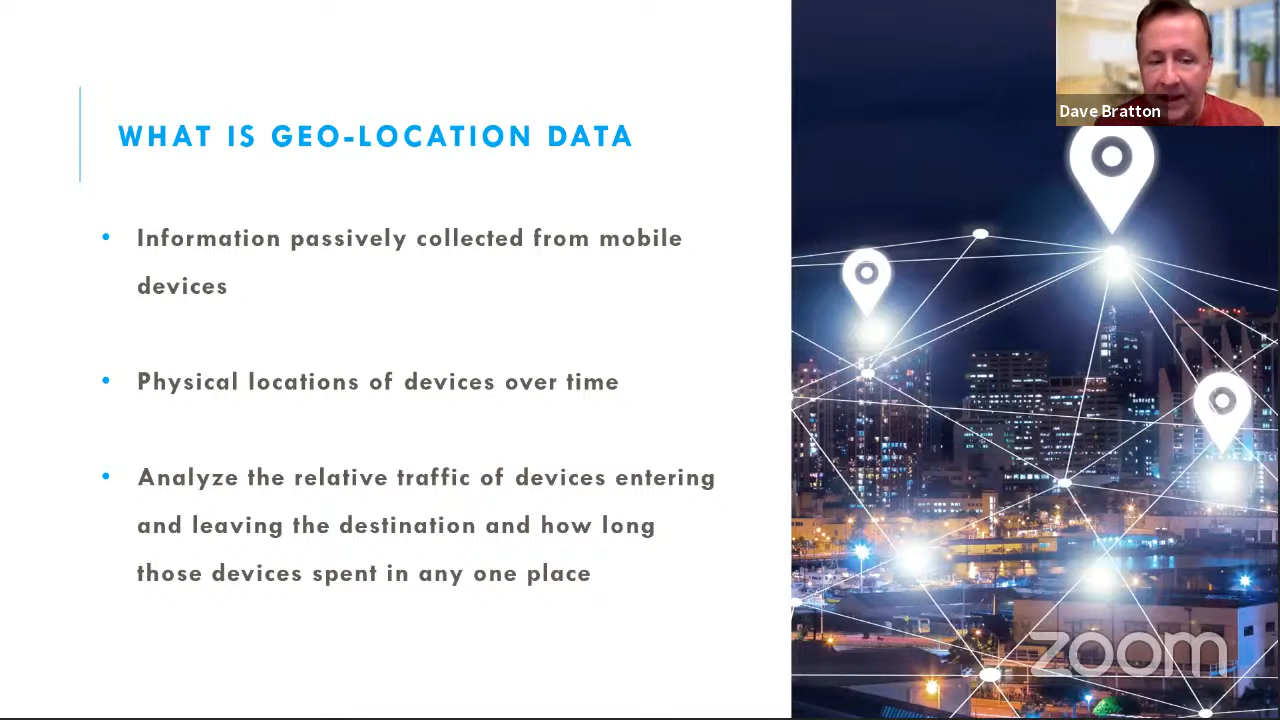 Dave Bratton
WHAT IS GEO-LOCATION DATA
• Information passively collected from mobile
devices
• Physical locations of devices over time
• Analyze the relative traffic of devices entering
and leaving the destination and how long
those devices spent in any one place
zoom